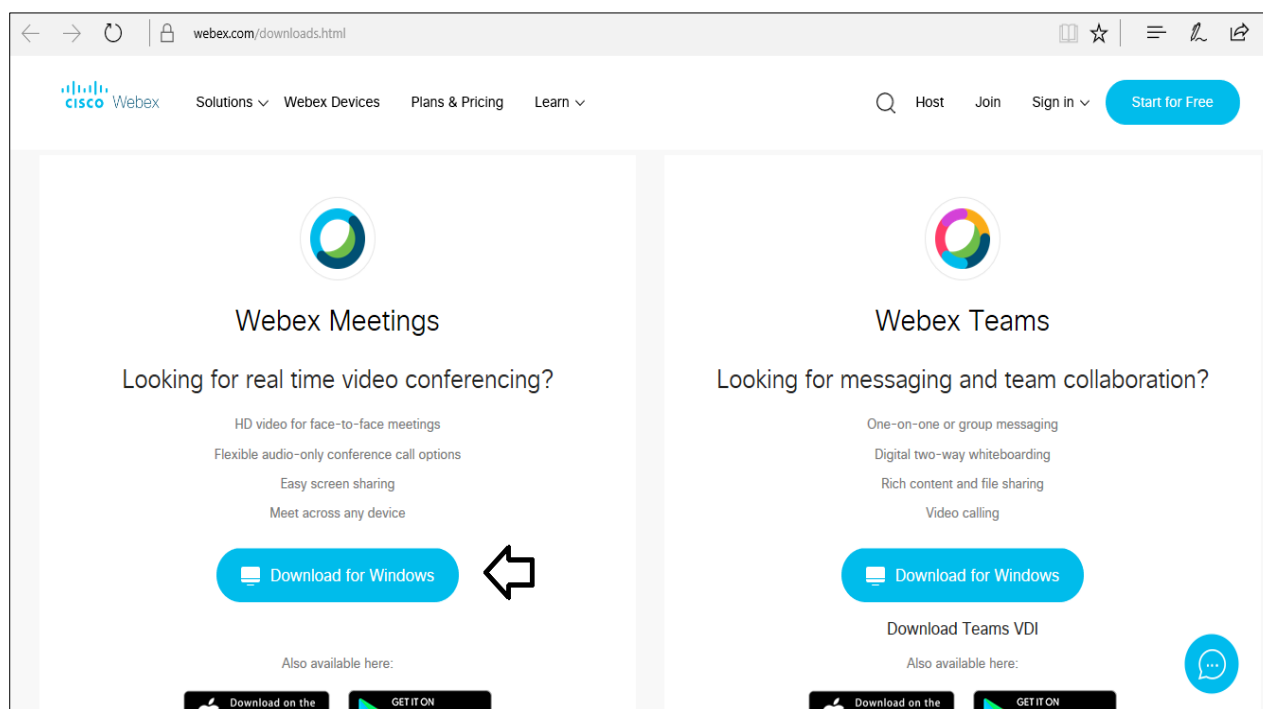 webex.com/downloads.html
CISCO Webex Solutions Webex Devices Plans & Pricing Learn Host Join Sign in Start for Free
Webex Meetings
Looking for real time video conferencing?
HD video for face-to-face meetings
Flexible audio-only conference call options
Easy screen sharing
Meet across any device
Download for Windows
Also available here:
Download on the
GET IT ON
Webex Teams
Looking for messaging and team collaboration?
One-on-one or group messaging
Digital two-way whiteboarding
Rich content and file sharing
Video calling
Download for Windows
Download Teams VDI
Also available here:
Download on the
GET IT ON